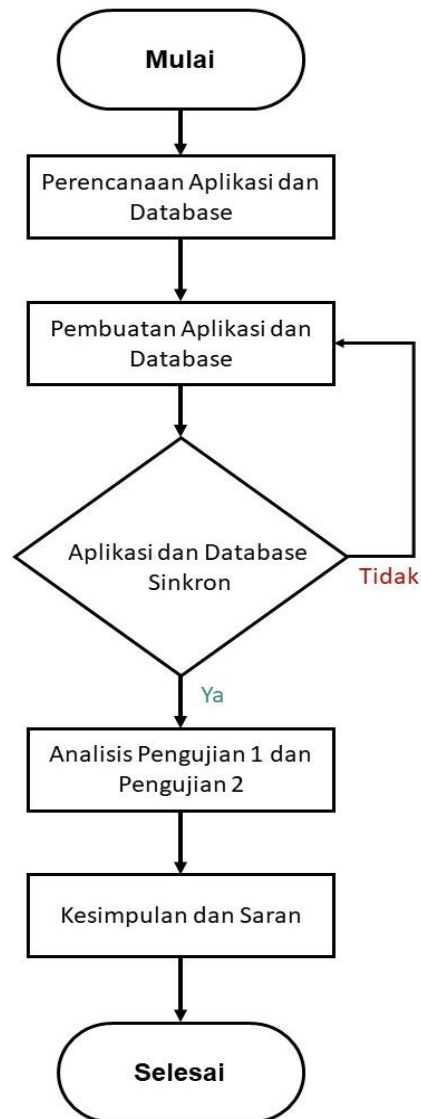 Mulai
Perencanaan Aplikasi dan
Database
Pembuatan Aplikasi dan
Database
Aplikasi dan Database
Sinkron
Tidak
Ya
Analisis Pengujian 1 dan
Pengujian 2
Kesimpulan dan Saran
Selesai